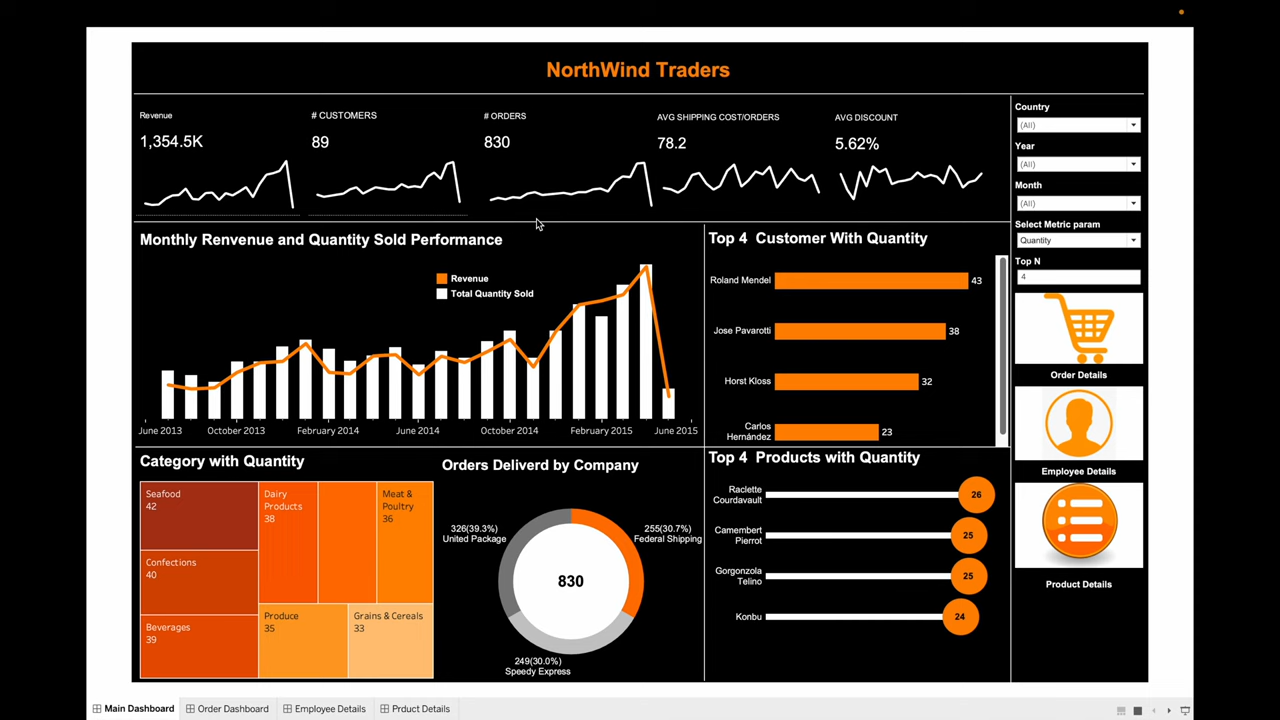 NorthWind Traders
Revenue
1,354.5K
# CUSTOMERS
89
# ORDERS
830
AVG SHIPPING COST/ORDERS
78.2
AVG DISCOUNT
5.62%
Country
(All)
Year
(All)
Month
(All)
Select Metric param
Quantity
Top N
4
Order Details
Employee Details
Product Details
Monthly Renvenue and Quantity Sold Performance
Revenue
Total Quantity Sold
June 2013
October 2013
February 2014
June 2014
October 2014
February 2015
June 2015
Top 4 Customer With Quantity
Roland Mendel
43
Jose Pavarotti
38
Horst Kloss
32
Carlos
Hernández
23
Category with Quantity
Seafood
42
Confections
40
Beverages
39
Dairy
Products
38
Meat &
Poultry
36
Produce
35
Grains & Cereals
33
Orders Deliverd by Company
326(39.3%)
United Package
255(30.7%)
Federal Shipping
830
249(30.0%)
Speedy Express
Top 4 Products with Quantity
Raclette
Courdavault
26
Camembert
Pierrot
25
Gorgonzola
Telino
25
Konbu
24
Main Dashboard
Order Dashboard
Employee Details
Prduct Details